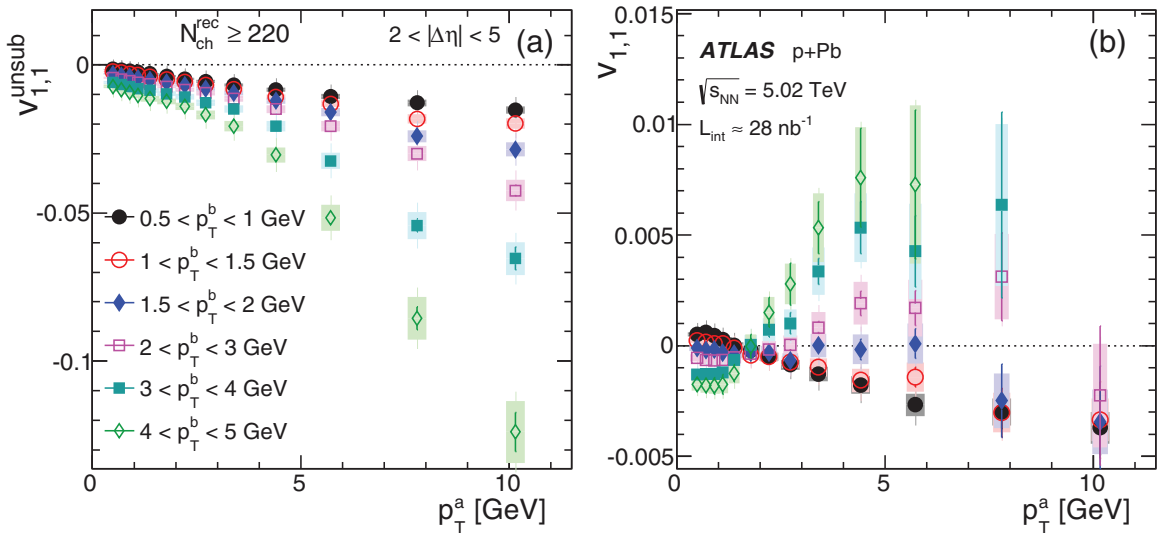 N_ch^rec ≥ 220
2 < |Δη| < 5
(a)
v_1,1^unsub
0
-0.05
-0.1
0.5 < p_T^b < 1 GeV
1 < p_T^b < 1.5 GeV
1.5 < p_T^b < 2 GeV
2 < p_T^b < 3 GeV
3 < p_T^b < 4 GeV
4 < p_T^b < 5 GeV
0 5 10
p_T^a [GeV]
(b)
v_1,1
ATLAS p+Pb
√s_NN = 5.02 TeV
L_int ≈ 28 nb^-1
0.015
0.01
0.005
0
-0.005
0 5 10
p_T^a [GeV]